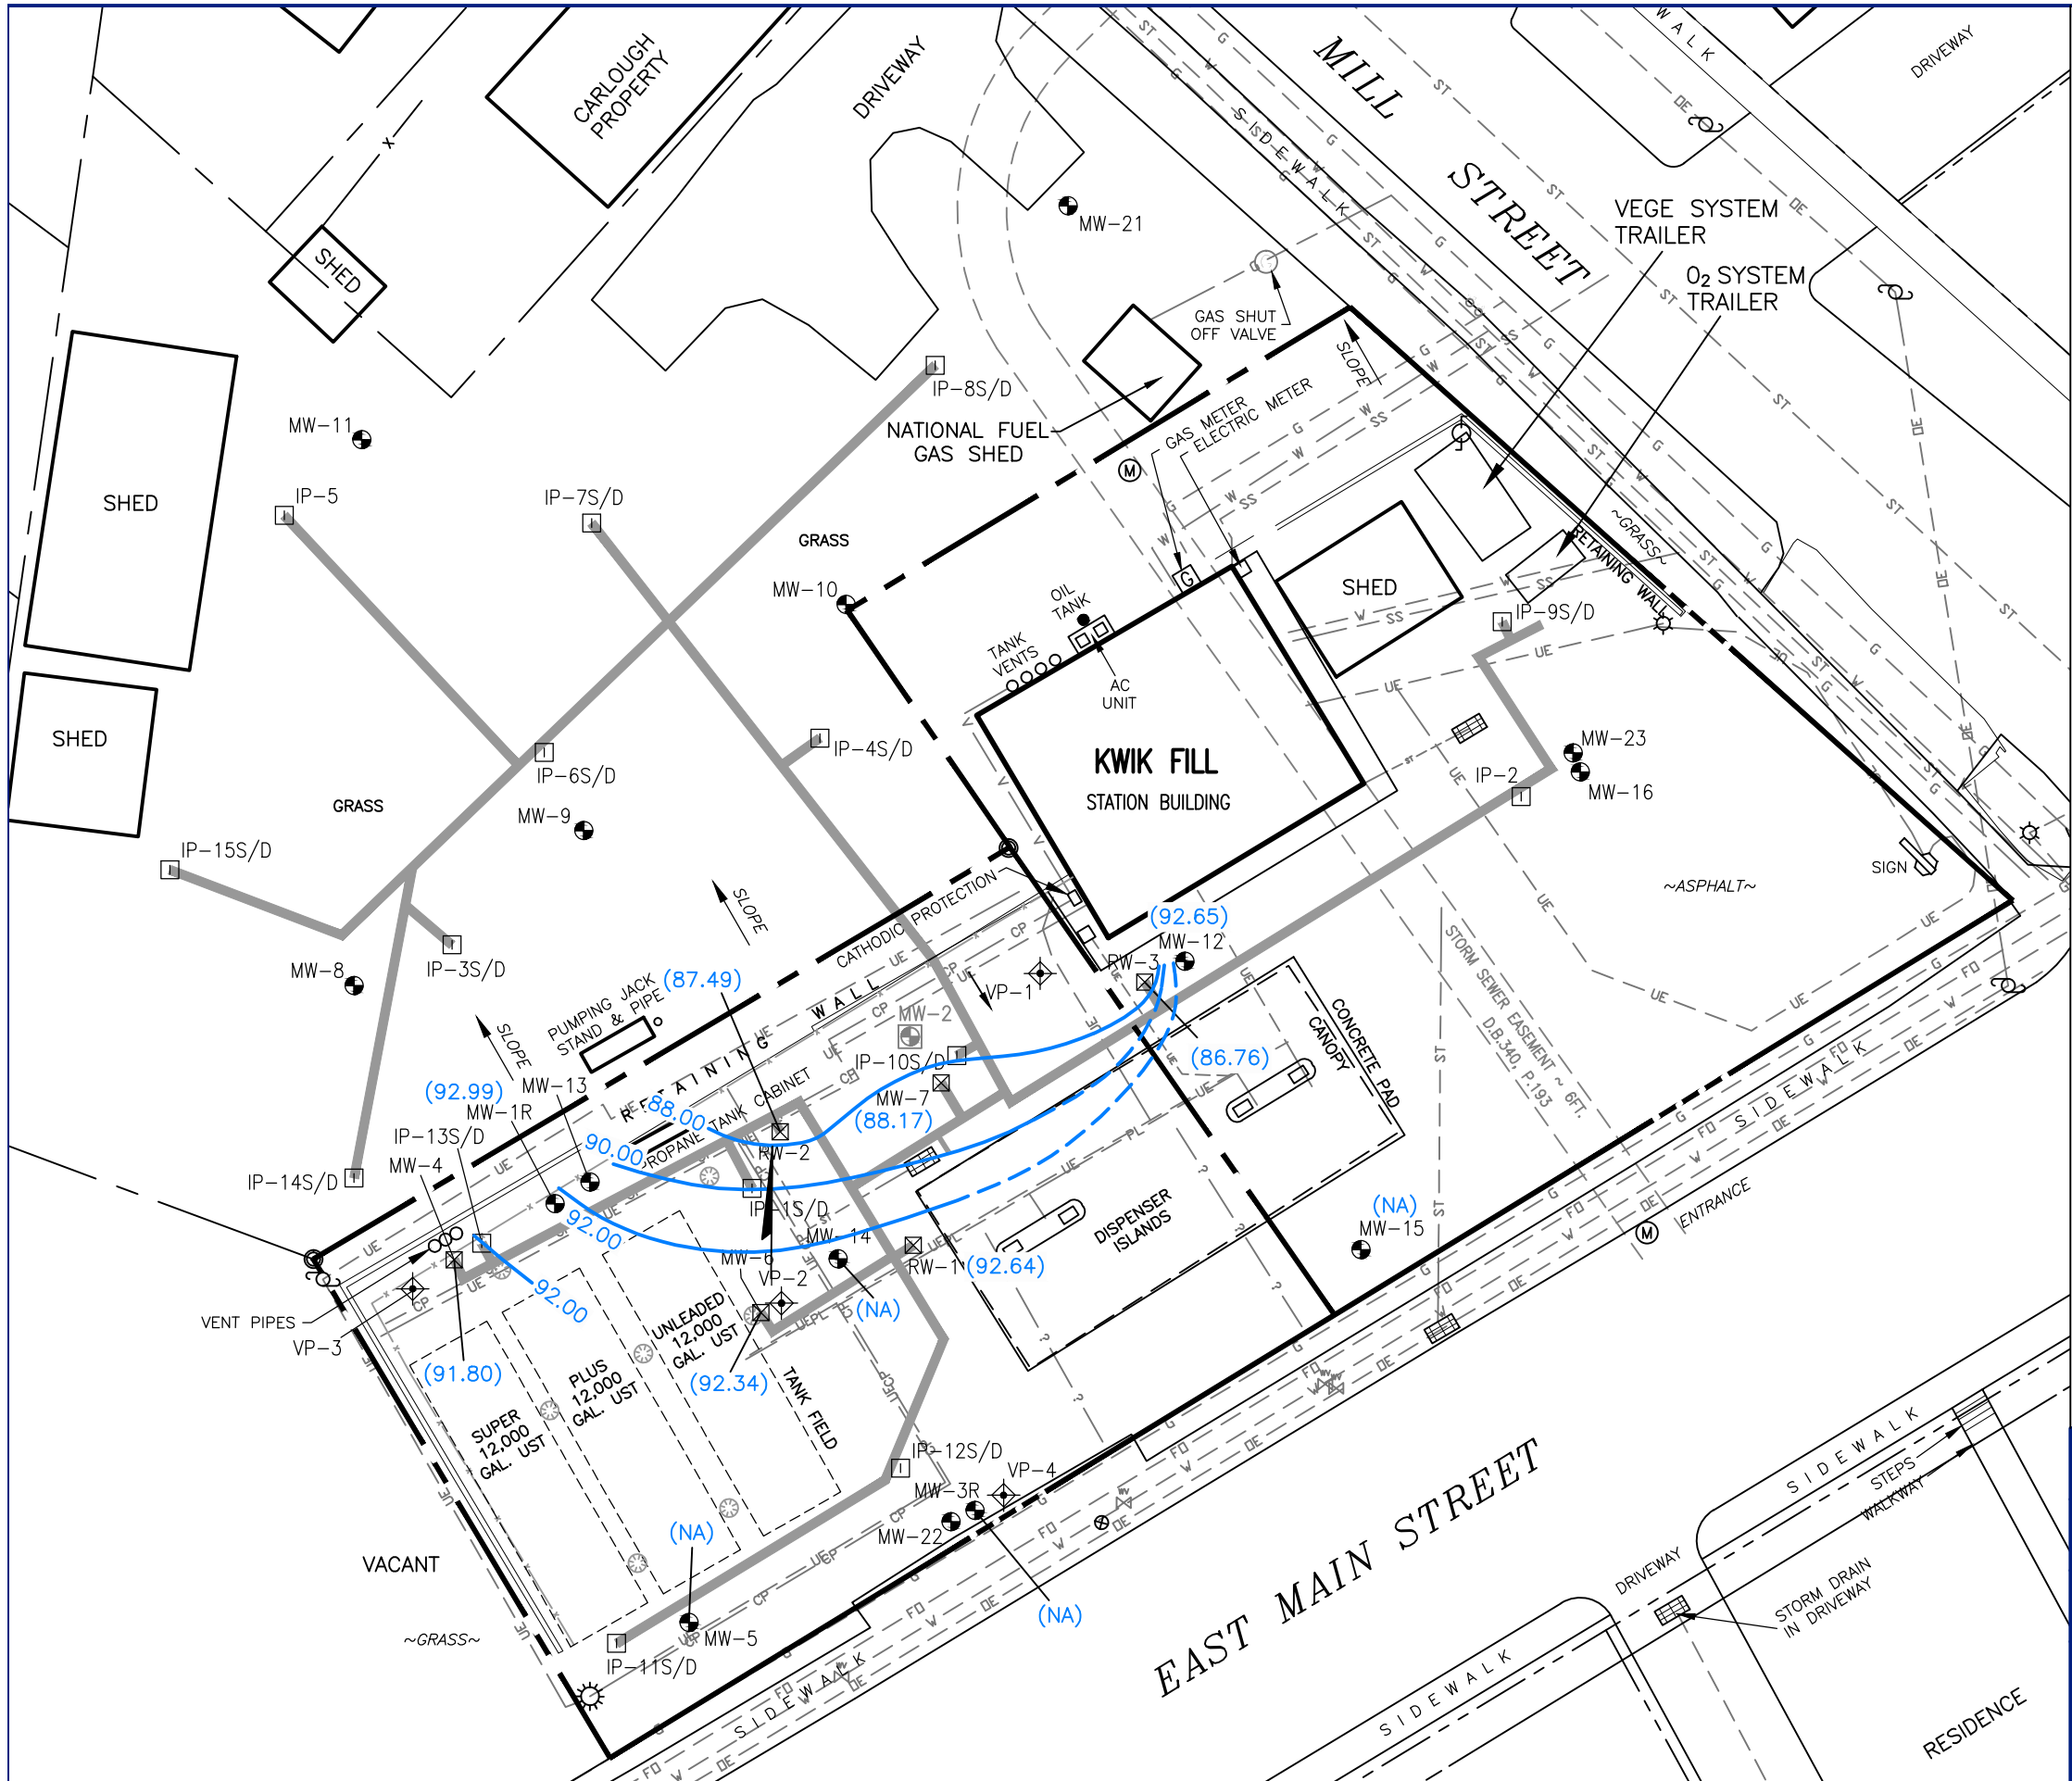 CARLOUGH
PROPERTY
DRIVEWAY
MILL
STREET
SIDEWALK
WALK
DRIVEWAY
VEGE SYSTEM
TRAILER
O₂ SYSTEM
TRAILER
MW-21
SHED
GAS SHUT
OFF VALVE
SLOPE
IP-8S/D
NATIONAL FUEL
GAS SHED
GAS METER
ELECTRIC METER
M
MW-11
SHED
IP-5
IP-7S/D
GRASS
~GRASS~
RETAINING WALL
MW-10
OIL
TANK
G
SHED
IP-9S/D
TANK
VENTS
AC
UNIT
SHED
IP-4S/D
KWIK FILL
STATION BUILDING
MW-23
MW-16
IP-2
IP-6S/D
MW-9
GRASS
IP-15S/D
SIGN
~ASPHALT~
SLOPE
CATHODIC PROTECTION
(92.65)
MW-12
RW-3
IP-3S/D
MW-8
PUMPING JACK
STAND & PIPE
(87.49)
RETAINING WALL
VP-1
MW-2
STORM SEWER EASEMENT ~ 6FT.
D.B.340, P.193
CONCRETE PAD
CANOPY
SLOPE
(86.76)
IP-10S/D
MW-7
(88.17)
(92.99)
MW-13
MW-1R
IP-13S/D
MW-4
88.00
PROPANE TANK CABINET
90.00
RW-2
SIDEWALK
IP-14S/D
IP-1S/D
92.00
MW-14
MW-6
VP-2
RW-1
(92.64)
DISPENSER
ISLANDS
(NA)
MW-15
ENTRANCE
M
92.00
(NA)
VENT PIPES
VP-3
(91.80)
(92.34)
UNLEADED
12,000
GAL. UST
PLUS
12,000
GAL. UST
SUPER
12,000
GAL. UST
TANK FIELD
IP-12S/D
VP-4
MW-3R
MW-22
(NA)
VACANT
~GRASS~
MW-5
IP-11S/D
(NA)
SIDEWALK
EAST MAIN STREET
SIDEWALK
STEPS
WALKWAY
DRIVEWAY
STORM DRAIN
IN DRIVEWAY
SIDEWALK
RESIDENCE